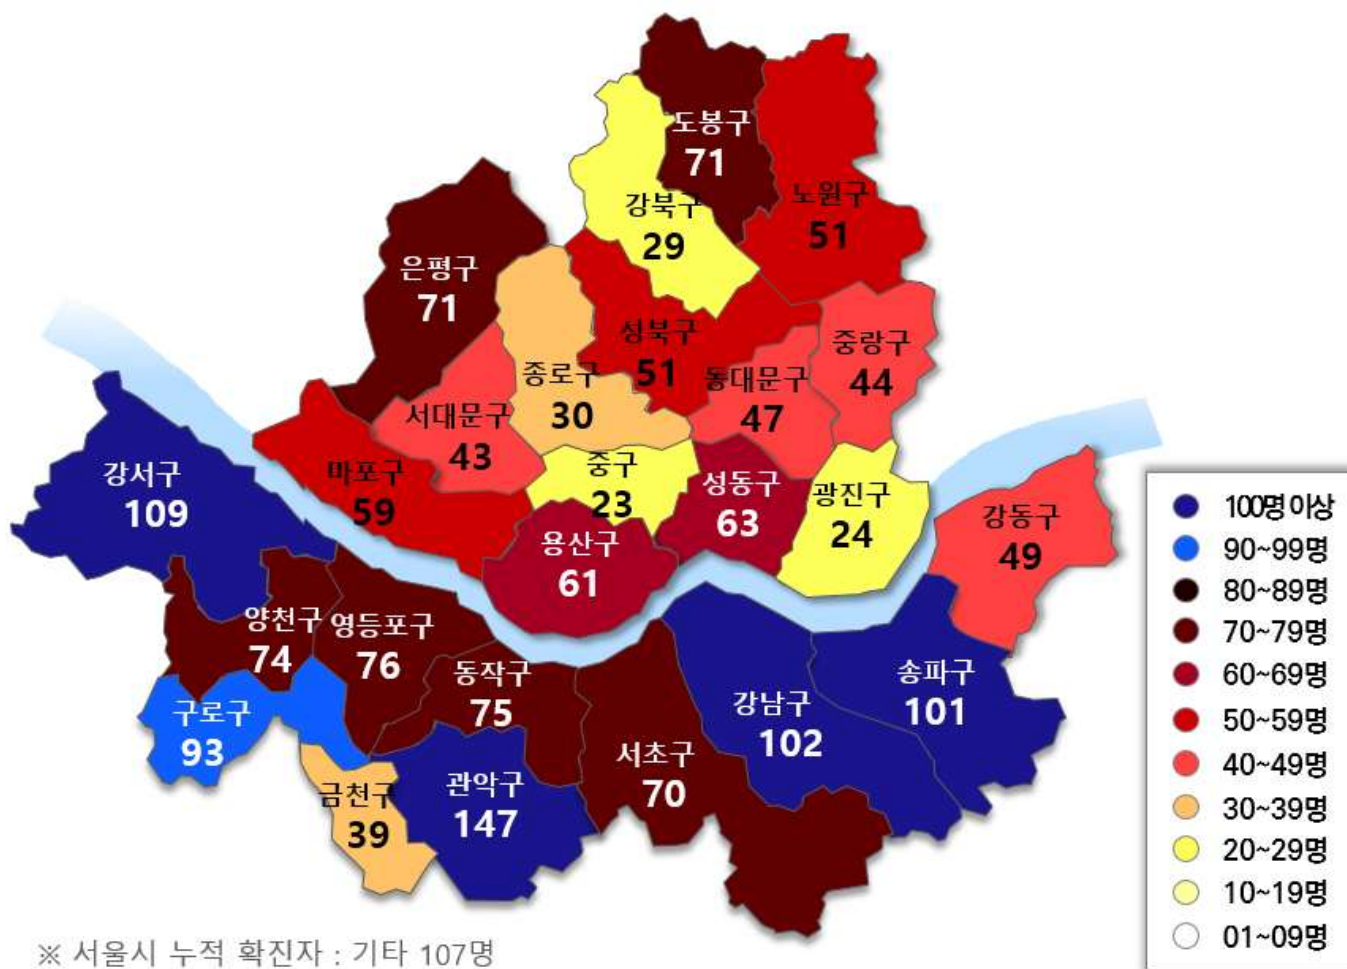 도봉구
71
노원구
51
강북구
29
은평구
71
성북구
51
중랑구
44
동대문구
47
종로구
30
서대문구
43
마포구
59
중구
23
성동구
63
광진구
24
강동구
49
용산구
61
강서구
109
양천구
74
영등포구
76
동작구
75
구로구
93
금천구
39
관악구
147
서초구
70
강남구
102
송파구
101
100명 이상
90~99명
80~89명
70~79명
60~69명
50~59명
40~49명
30~39명
20~29명
10~19명
01~09명
※ 서울시 누적 확진자 : 기타 107명